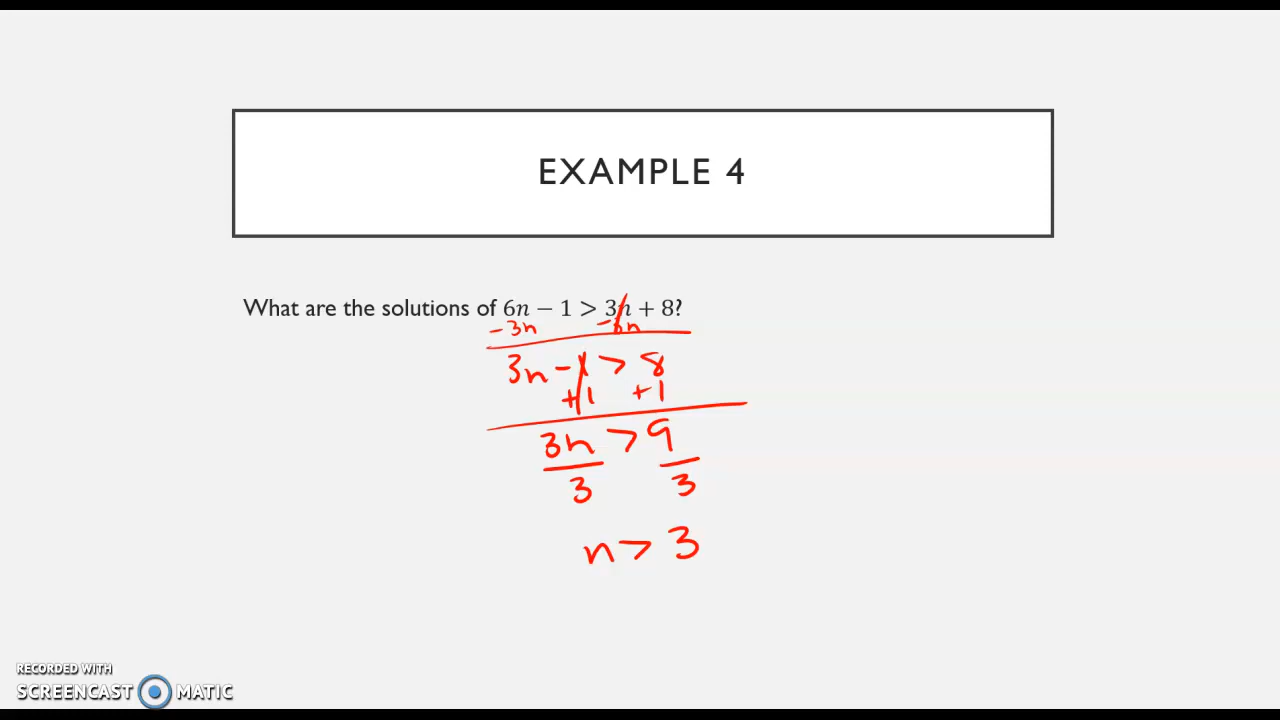 EXAMPLE 4
What are the solutions of 6n − 1 > 3n + 8?
-3n -3n
3n - 1 > 8
+1 +1
3n > 9
3 3
n > 3
RECORDED WITH
SCREENCAST MATIC